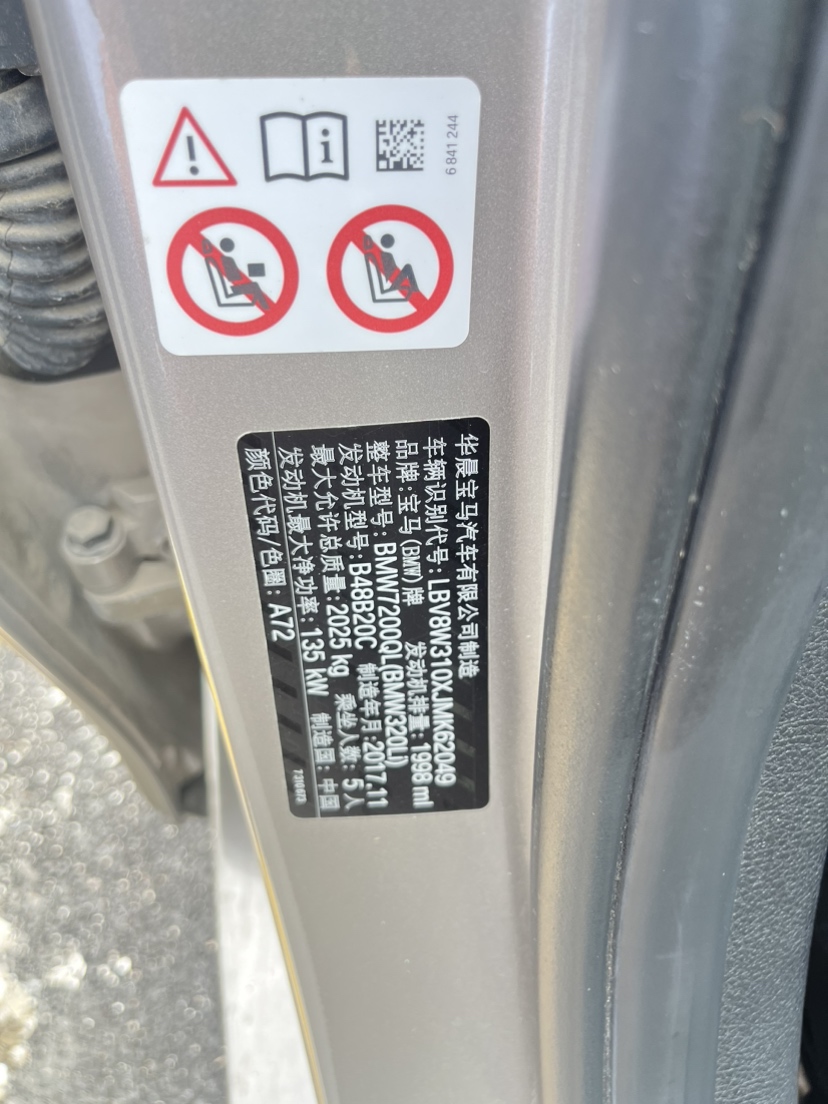 6 841 244
华晨宝马汽车有限公司制造
车辆识别代号: LBV8W310XJMK62049
品牌: 宝马(BMW)牌 发动机排量: 1998 ml
整车型号: BMW7200QL(BMW320Li)
发动机型号: B48B20C 制造年月: 2017.11
最大允许总质量: 2025 kg 乘坐人数: 5人
发动机最大净功率: 135 kW 制造国: 中国
颜色代码/色圈: A72